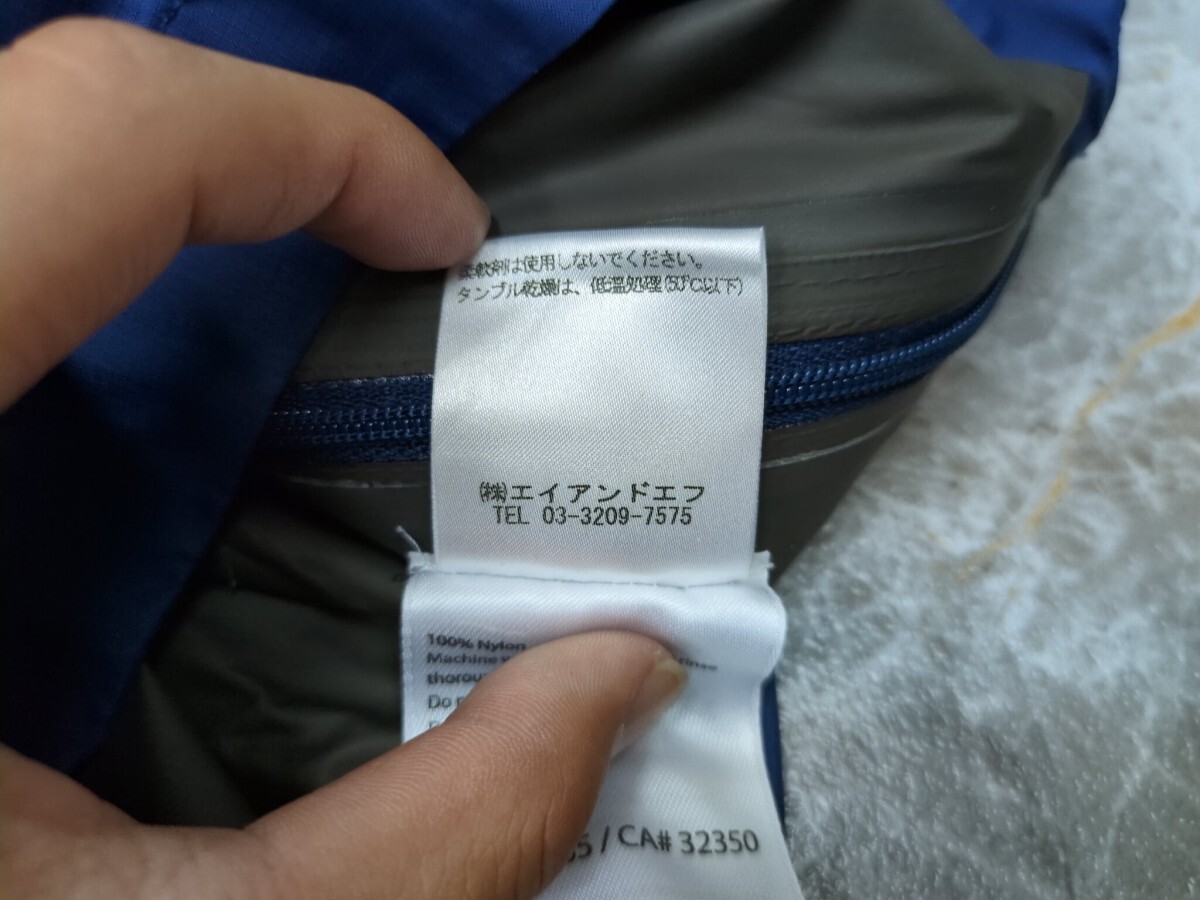 柔軟剤は使用しないでください。
タンブル乾燥は、低温処理(50℃以下)
㈱エイアンドエフ
TEL 03-3209-7575
100% Nylon
Machine
rinse
Do
/ CA# 32350